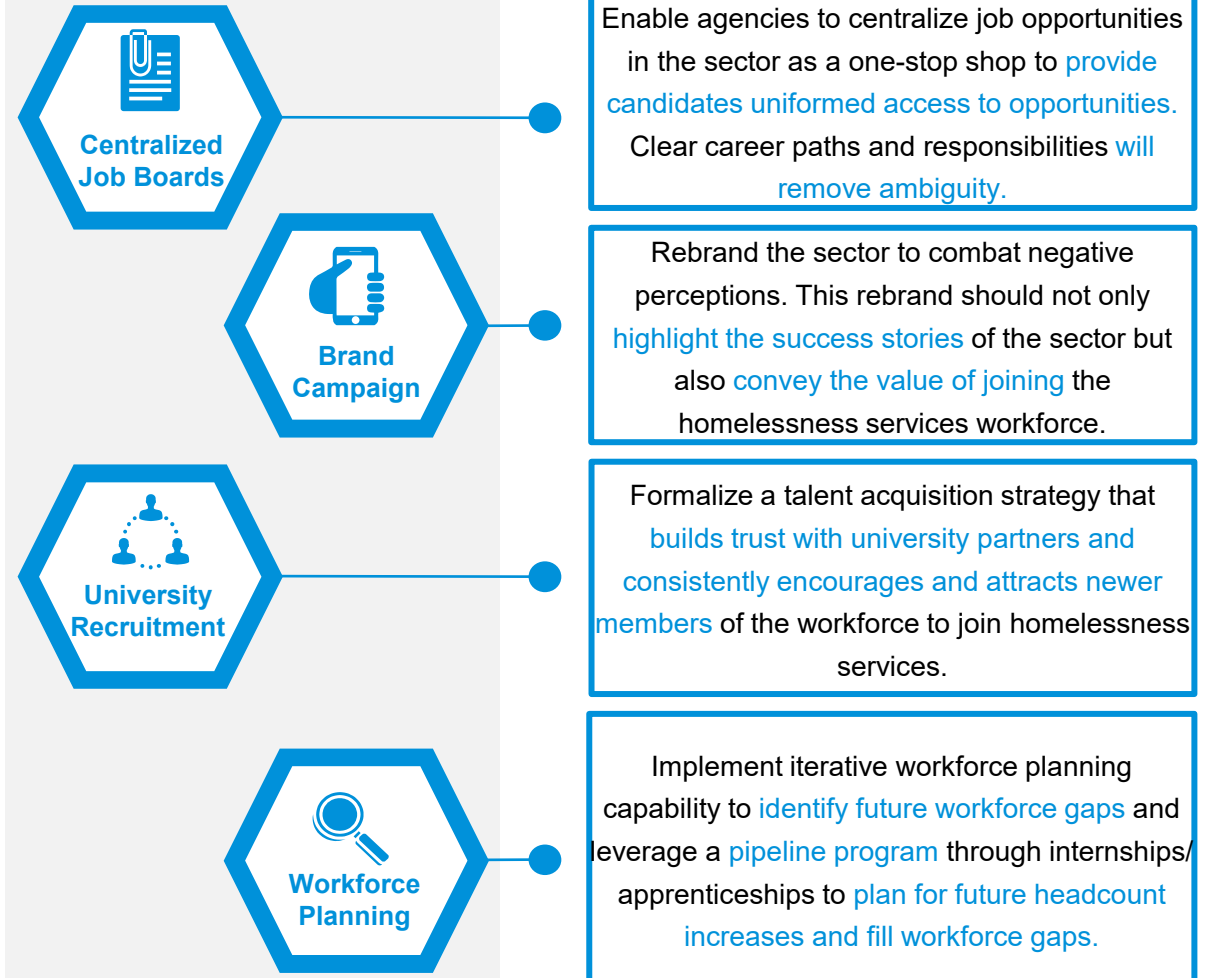 Centralized
Job Boards
Enable agencies to centralize job opportunities
in the sector as a one-stop shop to provide
candidates uniformed access to opportunities.
Clear career paths and responsibilities will
remove ambiguity.
Brand
Campaign
Rebrand the sector to combat negative
perceptions. This rebrand should not only
highlight the success stories of the sector but
also convey the value of joining the
homelessness services workforce.
University
Recruitment
Formalize a talent acquisition strategy that
builds trust with university partners and
consistently encourages and attracts newer
members of the workforce to join homelessness
services.
Workforce
Planning
Implement iterative workforce planning
capability to identify future workforce gaps and
leverage a pipeline program through internships/
apprenticeships to plan for future headcount
increases and fill workforce gaps.